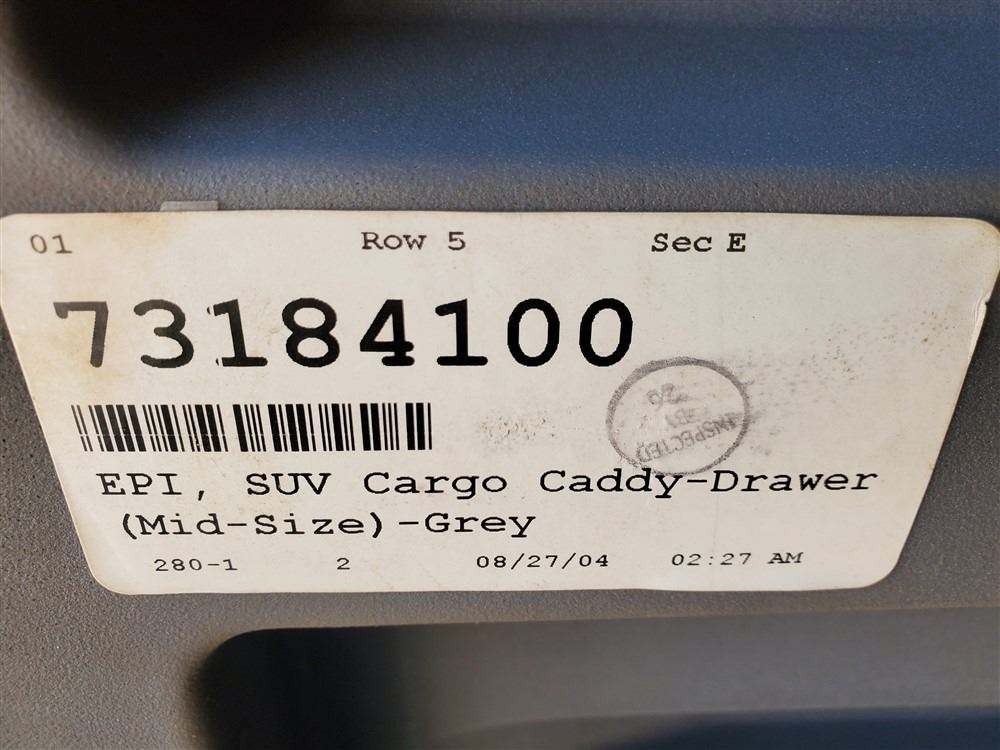 01 Row 5 Sec E
73184100
INSPECTED
26
EPI, SUV Cargo Caddy-Drawer
(Mid-Size)-Grey
280-1 2 08/27/04 02:27 AM